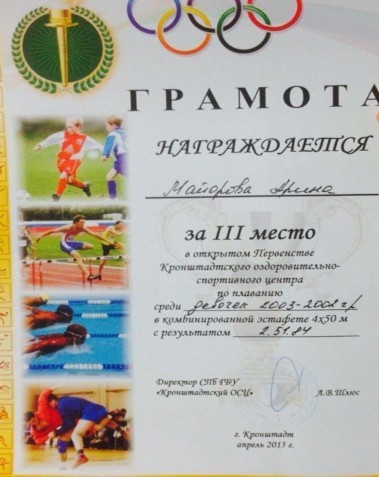 ГРАМОТА
НАГРАЖДАЕТСЯ
Майорова Арина
за III место
в открытом Первенстве
Кронштадтского оздоровительно-
спортивного центра
по плаванию
среди девочек 2003-2002 г/р
в комбинированной эстафете 4х50 м
с результатом 2.51.84
Директор СПБ ГБУ
«Кронштадтский ОСЦ» А.В.Шлюс
г. Кронштадт
апрель 2015 г.